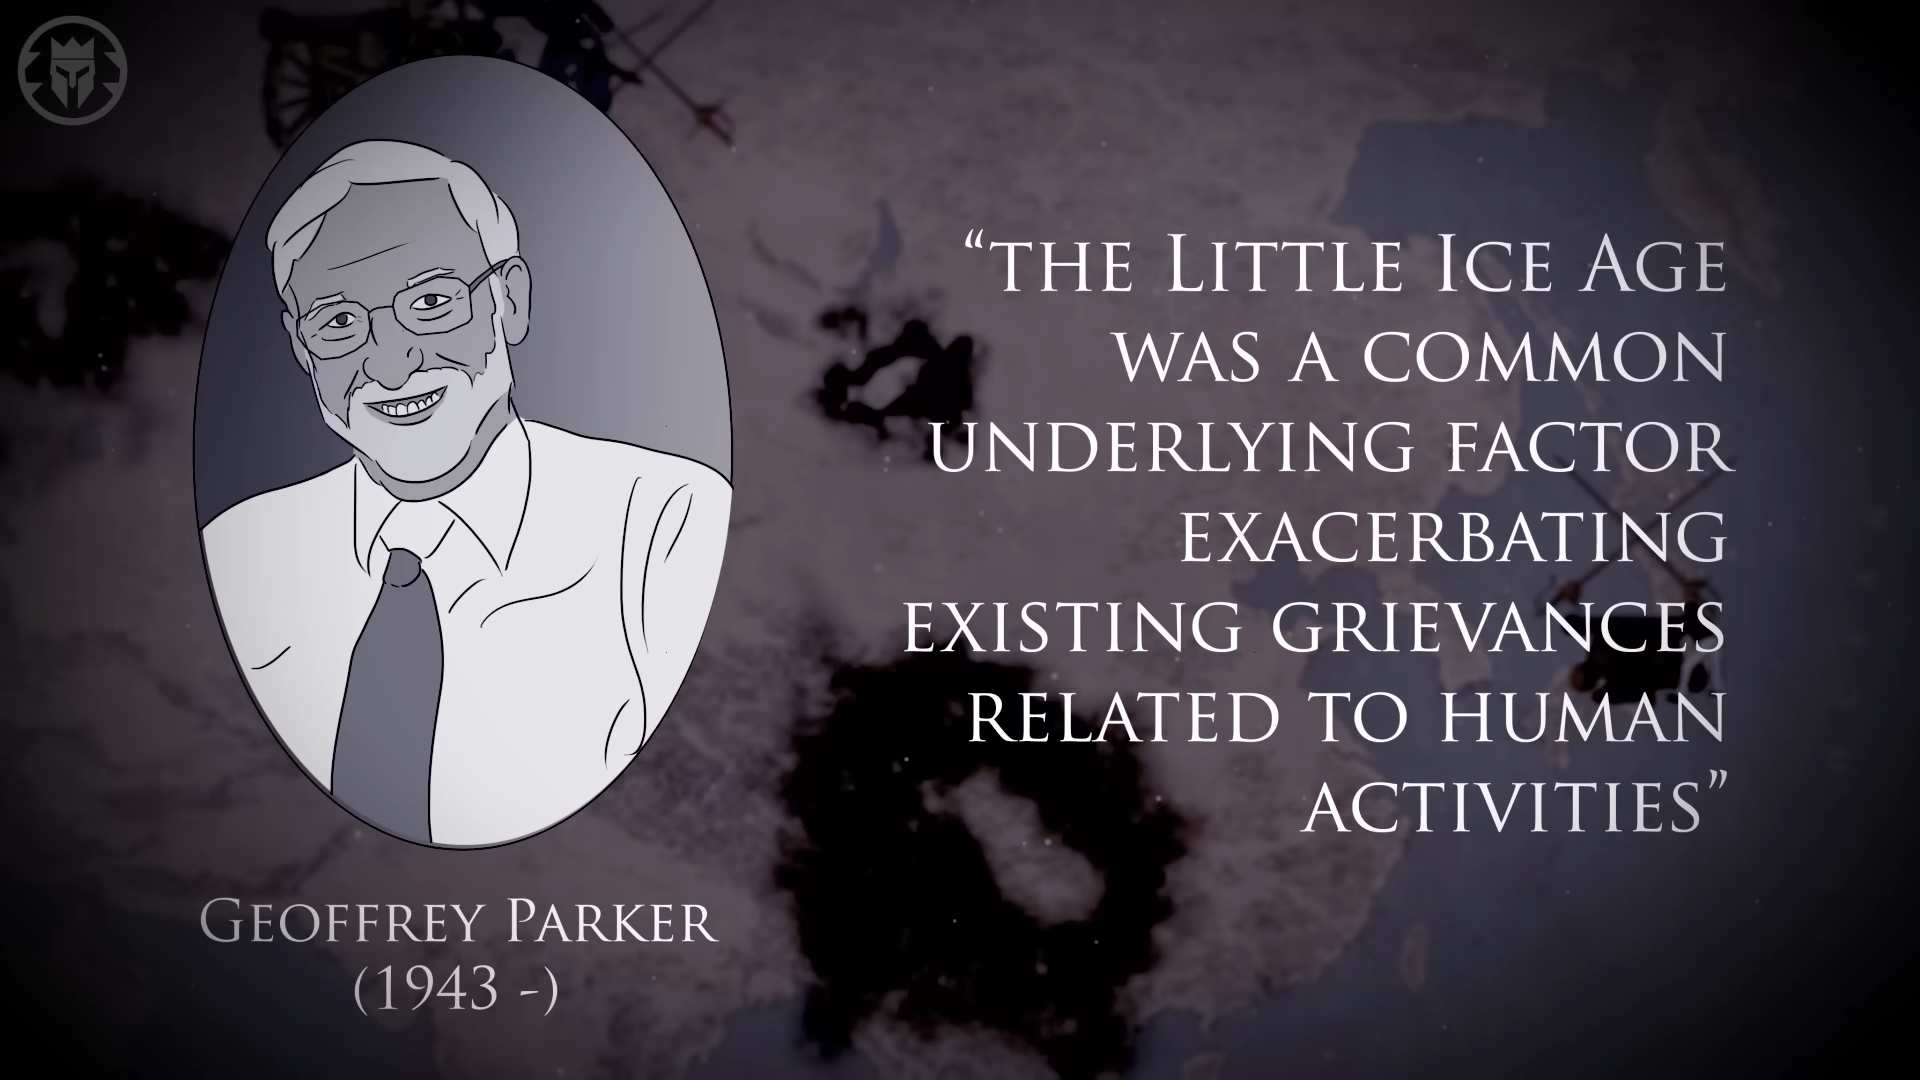 “the Little Ice Age
was a common
underlying factor
exacerbating
existing grievances
related to human
activities”
Geoffrey Parker
(1943 -)